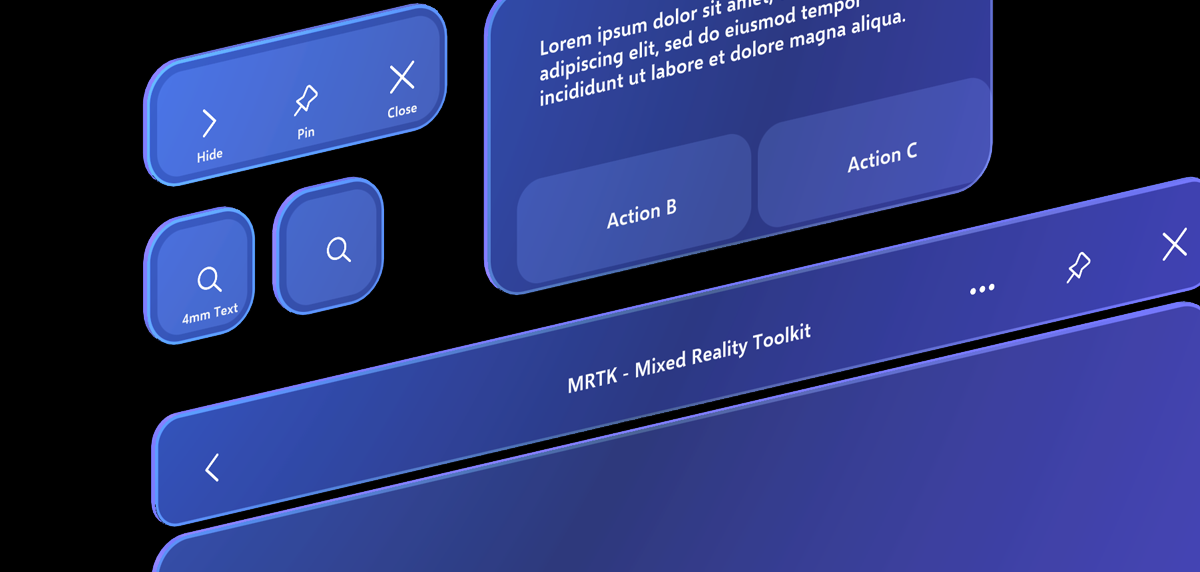 Hide
Pin
Close
4mm Text
Lorem ipsum dolor sit amet,
adipiscing elit, sed do eiusmod tempor
incididunt ut labore et dolore magna aliqua.
Action B
Action C
MRTK - Mixed Reality Toolkit